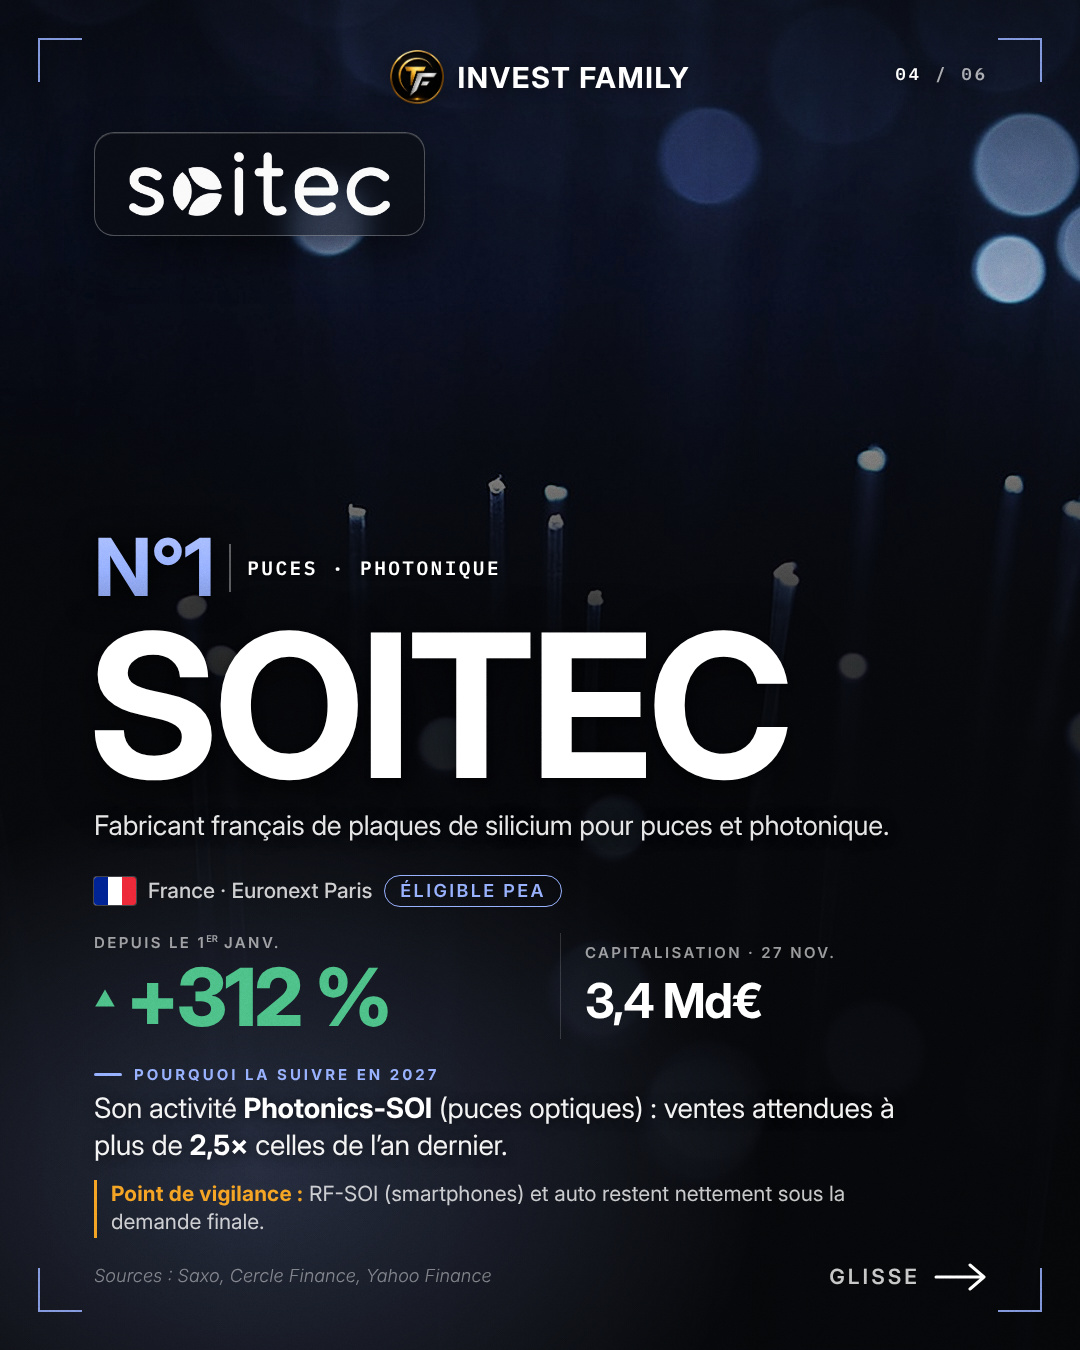 INVEST FAMILY
04 / 06
soitec
N°1
PUCES · PHOTONIQUE
SOITEC
Fabricant français de plaques de silicium pour puces et photonique.
France · Euronext Paris
ÉLIGIBLE PEA
DEPUIS LE 1ER JANV.
▲ +312 %
CAPITALISATION · 27 NOV.
3,4 Md€
POURQUOI LA SUIVRE EN 2027
Son activité Photonics-SOI (puces optiques) : ventes attendues à
plus de 2,5× celles de l’an dernier.
Point de vigilance : RF-SOI (smartphones) et auto restent nettement sous la
demande finale.
Sources : Saxo, Cercle Finance, Yahoo Finance
GLISSE →